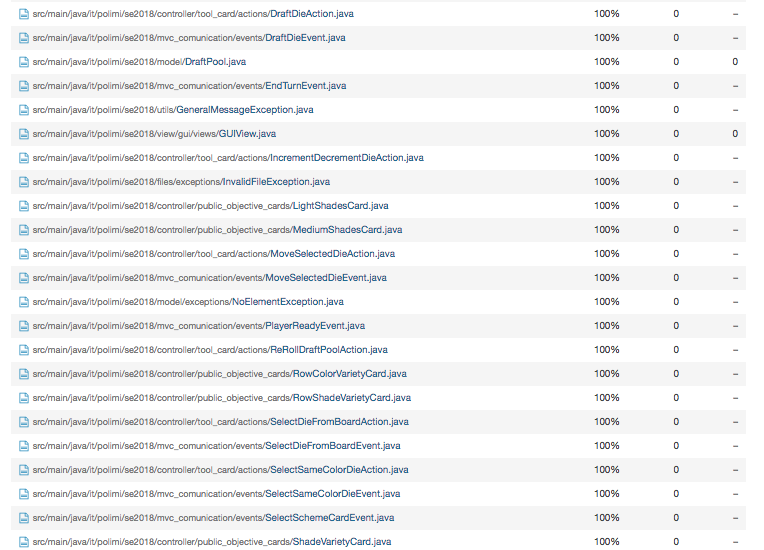 src/main/java/it/polimi/se2018/controller/tool_card/actions/DraftDieAction.java 100% 0 –
src/main/java/it/polimi/se2018/mvc_comunication/events/DraftDieEvent.java 100% 0 –
src/main/java/it/polimi/se2018/model/DraftPool.java 100% 0 0
src/main/java/it/polimi/se2018/mvc_comunication/events/EndTurnEvent.java 100% 0 –
src/main/java/it/polimi/se2018/utils/GeneralMessageException.java 100% 0 –
src/main/java/it/polimi/se2018/view/gui/views/GUIView.java 100% 0 0
src/main/java/it/polimi/se2018/controller/tool_card/actions/IncrementDecrementDieAction.java 100% 0 –
src/main/java/it/polimi/se2018/files/exceptions/InvalidFileException.java 100% 0 –
src/main/java/it/polimi/se2018/controller/public_objective_cards/LightShadesCard.java 100% 0 –
src/main/java/it/polimi/se2018/controller/public_objective_cards/MediumShadesCard.java 100% 0 –
src/main/java/it/polimi/se2018/controller/tool_card/actions/MoveSelectedDieAction.java 100% 0 –
src/main/java/it/polimi/se2018/mvc_comunication/events/MoveSelectedDieEvent.java 100% 0 –
src/main/java/it/polimi/se2018/model/exceptions/NoElementException.java 100% 0 –
src/main/java/it/polimi/se2018/mvc_comunication/events/PlayerReadyEvent.java 100% 0 –
src/main/java/it/polimi/se2018/controller/tool_card/actions/ReRollDraftPoolAction.java 100% 0 –
src/main/java/it/polimi/se2018/controller/public_objective_cards/RowColorVarietyCard.java 100% 0 –
src/main/java/it/polimi/se2018/controller/public_objective_cards/RowShadeVarietyCard.java 100% 0 –
src/main/java/it/polimi/se2018/controller/tool_card/actions/SelectDieFromBoardAction.java 100% 0 –
src/main/java/it/polimi/se2018/mvc_comunication/events/SelectDieFromBoardEvent.java 100% 0 –
src/main/java/it/polimi/se2018/controller/tool_card/actions/SelectSameColorDieAction.java 100% 0 –
src/main/java/it/polimi/se2018/mvc_comunication/events/SelectSameColorDieEvent.java 100% 0 –
src/main/java/it/polimi/se2018/mvc_comunication/events/SelectSchemeCardEvent.java 100% 0 –
src/main/java/it/polimi/se2018/controller/public_objective_cards/ShadeVarietyCard.java 100% 0 –